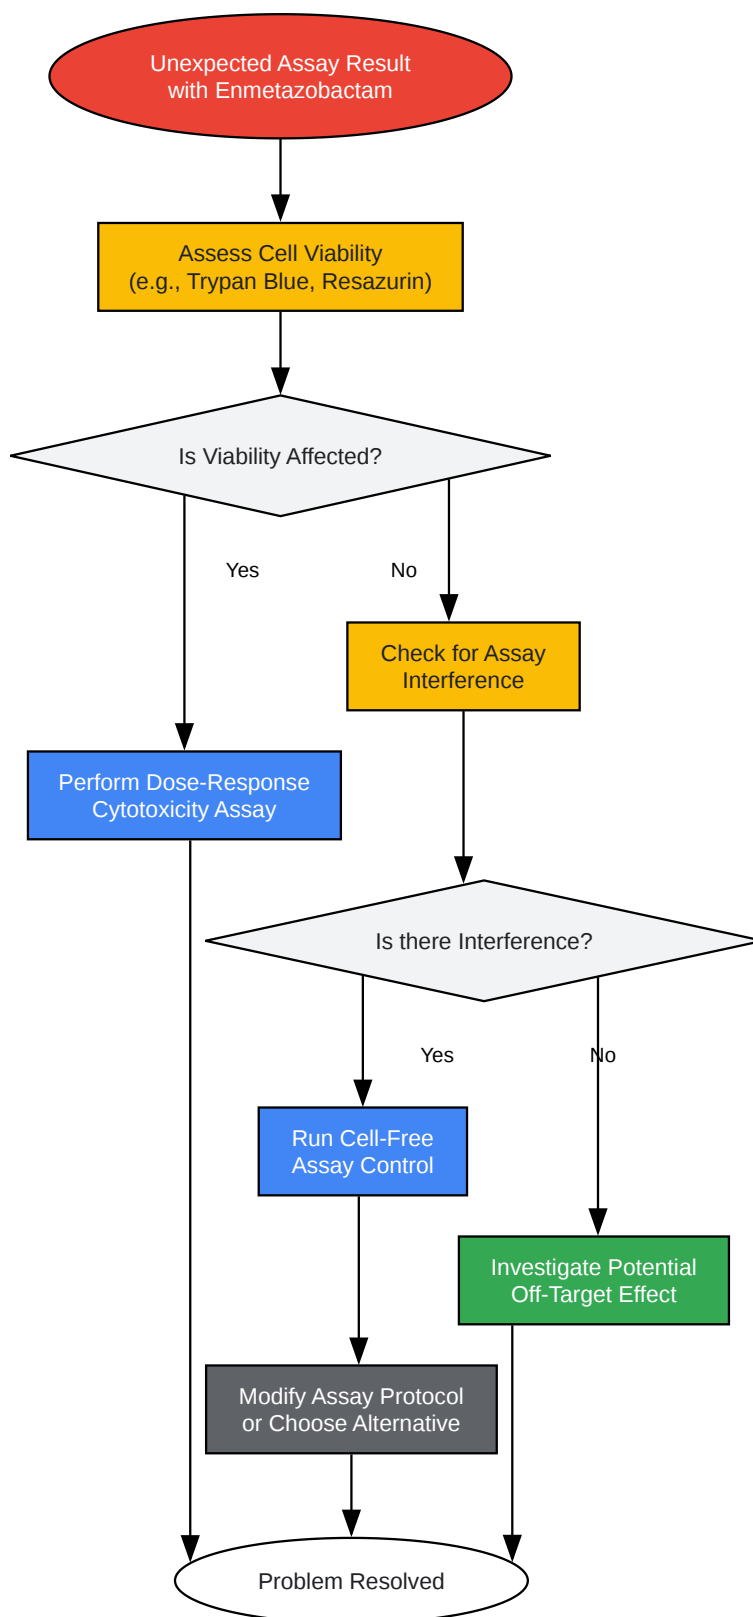 Unexpected Assay Result
with Enmetazobactam
Assess Cell Viability
(e.g., Trypan Blue, Resazurin)
Is Viability Affected?
Yes
No
Check for Assay
Interference
Perform Dose-Response
Cytotoxicity Assay
Is there Interference?
Yes
No
Run Cell-Free
Assay Control
Investigate Potential
Off-Target Effect
Modify Assay Protocol
or Choose Alternative
Problem Resolved